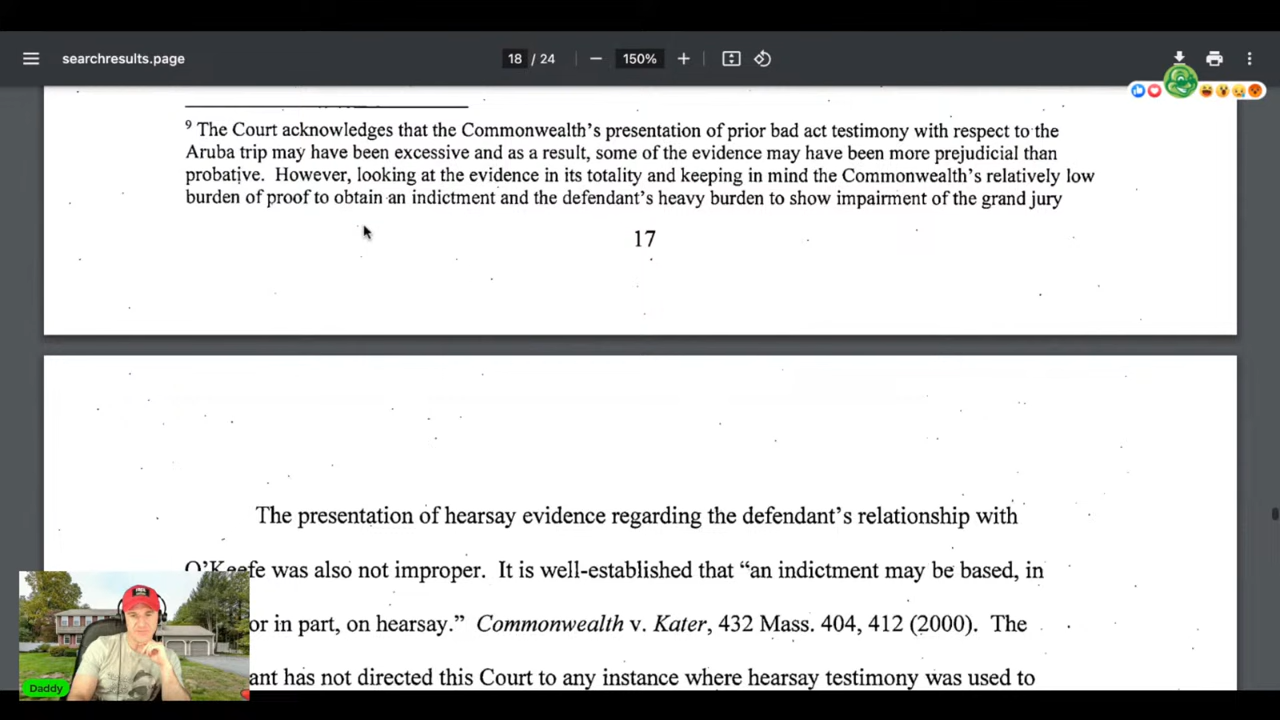 searchresults.page
18 / 24
150%
9 The Court acknowledges that the Commonwealth's presentation of prior bad act testimony with respect to the
Aruba trip may have been excessive and as a result, some of the evidence may have been more prejudicial than
probative. However, looking at the evidence in its totality and keeping in mind the Commonwealth's relatively low
burden of proof to obtain an indictment and the defendant's heavy burden to show impairment of the grand jury
17
The presentation of hearsay evidence regarding the defendant's relationship with
O'Keefe was also not improper. It is well-established that "an indictment may be based, in
or in part, on hearsay." Commonwealth v. Kater, 432 Mass. 404, 412 (2000). The
ant has not directed this Court to any instance where hearsay testimony was used to
Daddy